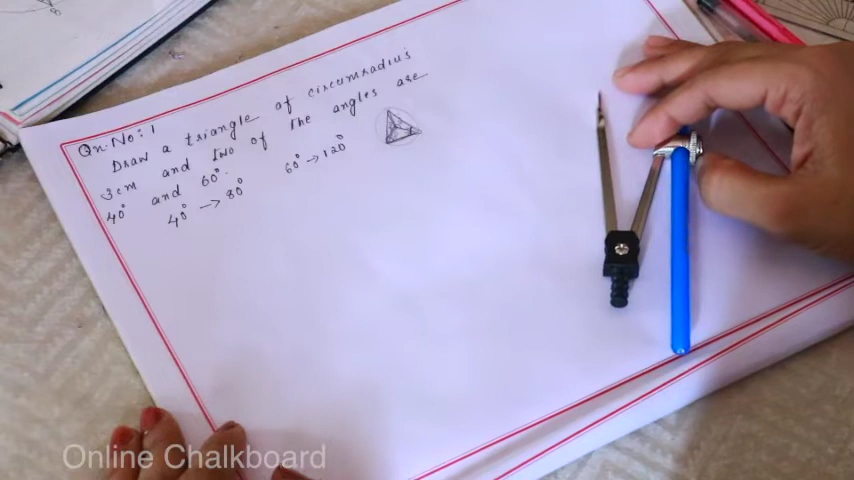 Qn.No: 1
Draw a triangle of circumradius
3cm and two of the angles are
40° and 60°.
40° → 80° 60° → 120°
Online Chalkboard